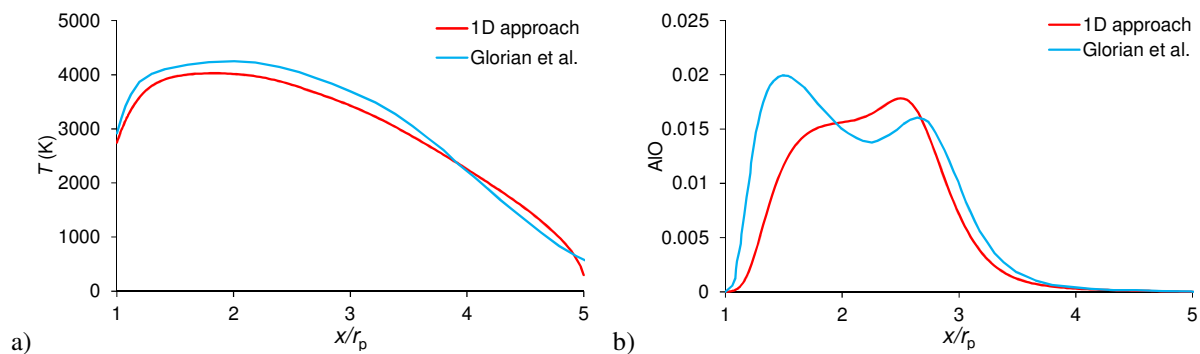 5000
4000
3000
2000
1000
0
T (K)
1D approach
Glorian et al.
1 2 3 4 5
x/rp
a)
0.025
0.02
0.015
0.01
0.005
0
AlO
1D approach
Glorian et al.
1 2 3 4 5
x/rp
b)